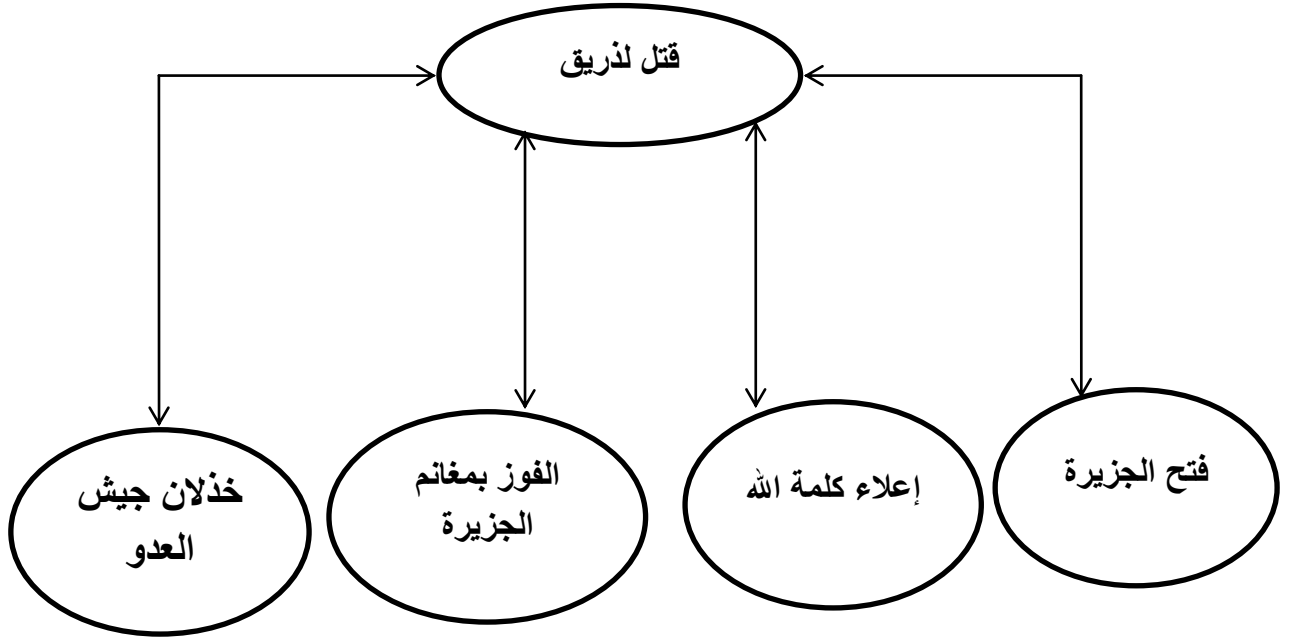 قتل لذريق
فتح الجزيرة
إعلاء كلمة الله
الفوز بمغانم
الجزيرة
خذلان جيش
العدو